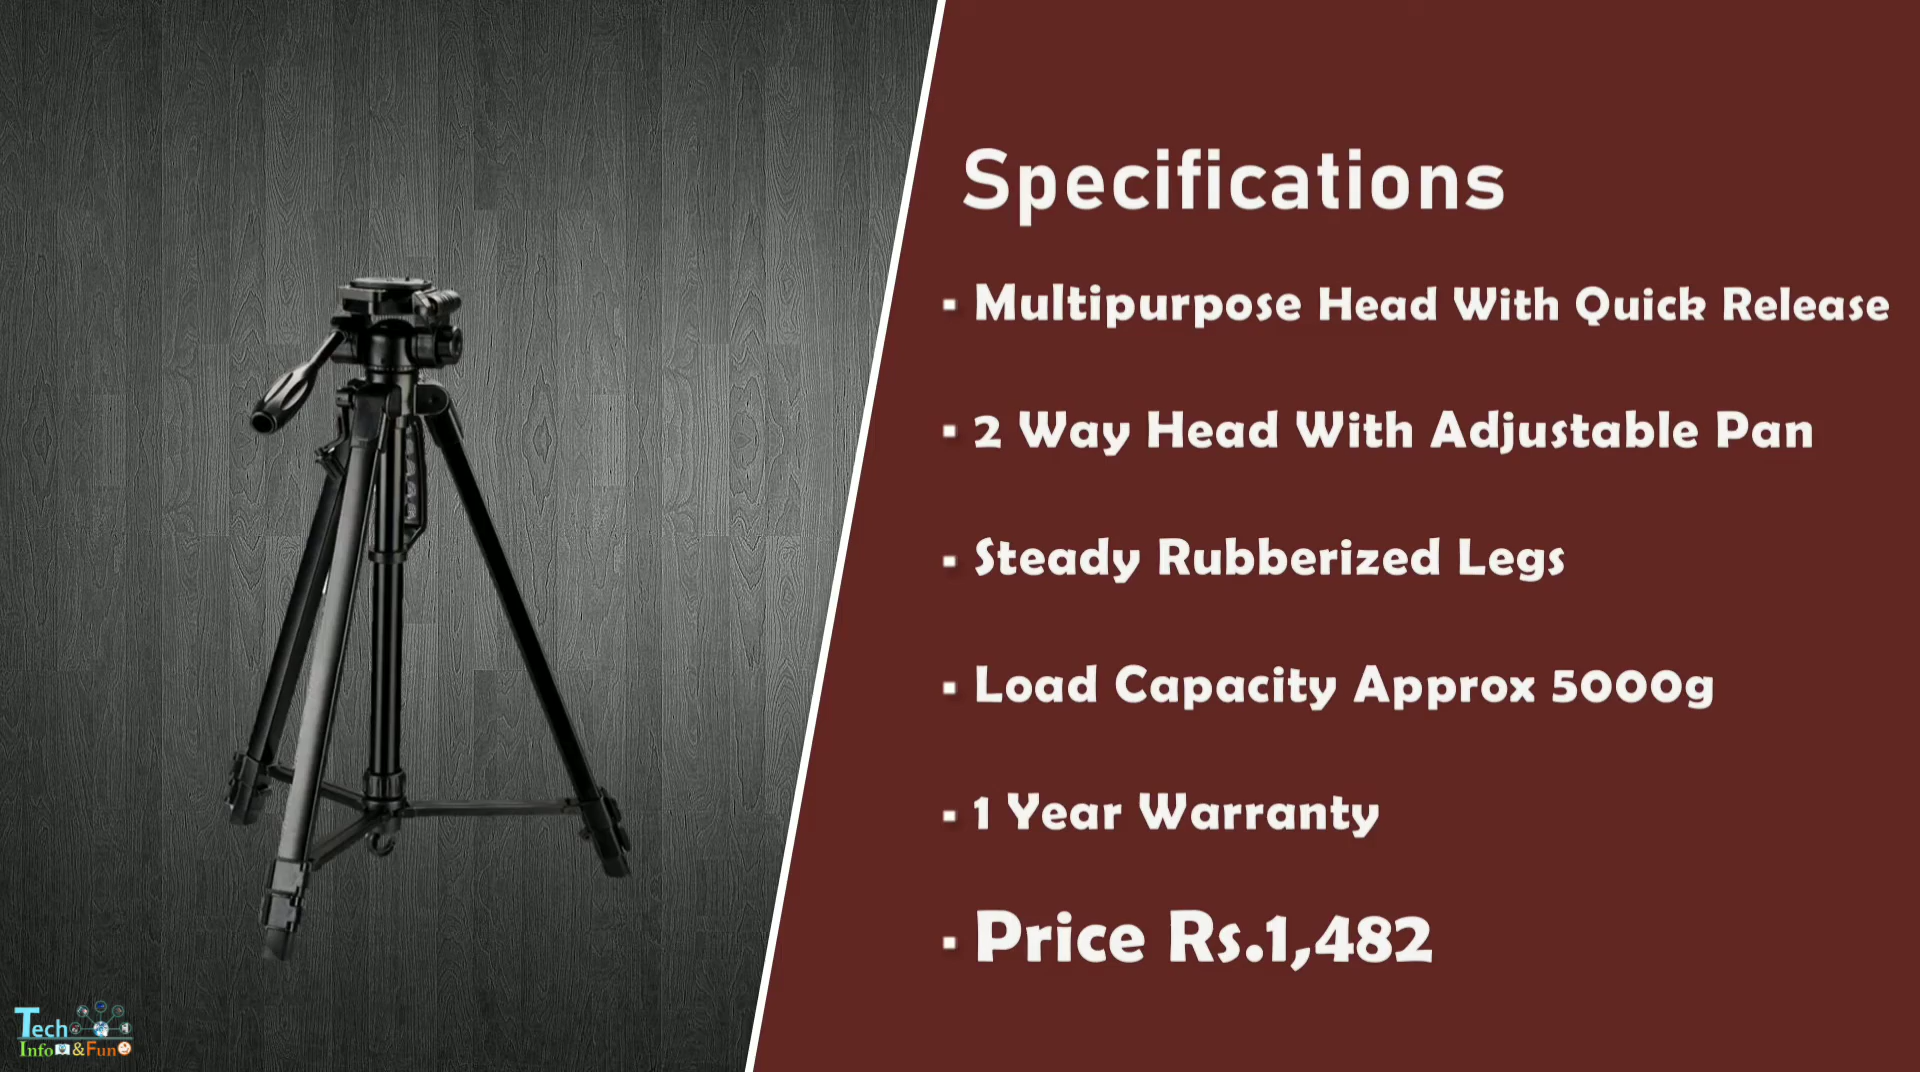 Specifications
▪ Multipurpose Head With Quick Release
▪ 2 Way Head With Adjustable Pan
▪ Steady Rubberized Legs
▪ Load Capacity Approx 5000g
▪ 1 Year Warranty
▪ Price Rs.1,482
Tech
Info & Fun